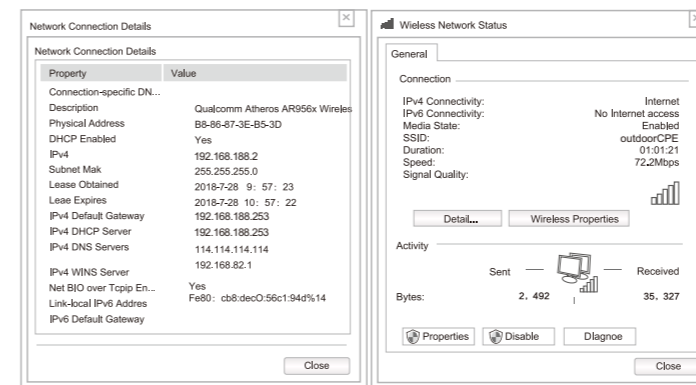 Network Connection Details
Network Connection Details
Property Value
Connection-specific DN...
Description Qualcomm Atheros AR956x Wireles
Physical Address B8-86-87-3E-B5-3D
DHCP Enabled Yes
IPv4 192.168.188.2
Subnet Mak 255.255.255.0
Lease Obtained 2018-7-28 9: 57: 23
Leae Expires 2018-7-28 10: 57: 22
IPv4 Default Gateway 192.168.188.253
IPv4 DHCP Server 192.168.188.253
IPv4 DNS Servers 114.114.114.114
192.168.82.1
IPv4 WINS Server
Net BIO over Tcpip En... Yes
Link-local IPv6 Addres Fe80: cb8:decO:56c1:94d%14
IPv6 Default Gateway
Close
Wieless Network Status
General
Connection
IPv4 Connectivity: Internet
IPv6 Connectivity: No Internet access
Media State: Enabled
SSID: outdoorCPE
Duration: 01:01:21
Speed: 72.2Mbps
Signal Quality:
Detail... Wireless Properties
Activity
Sent Received
Bytes: 2. 492 35. 327
Properties Disable DIagnoe
Close